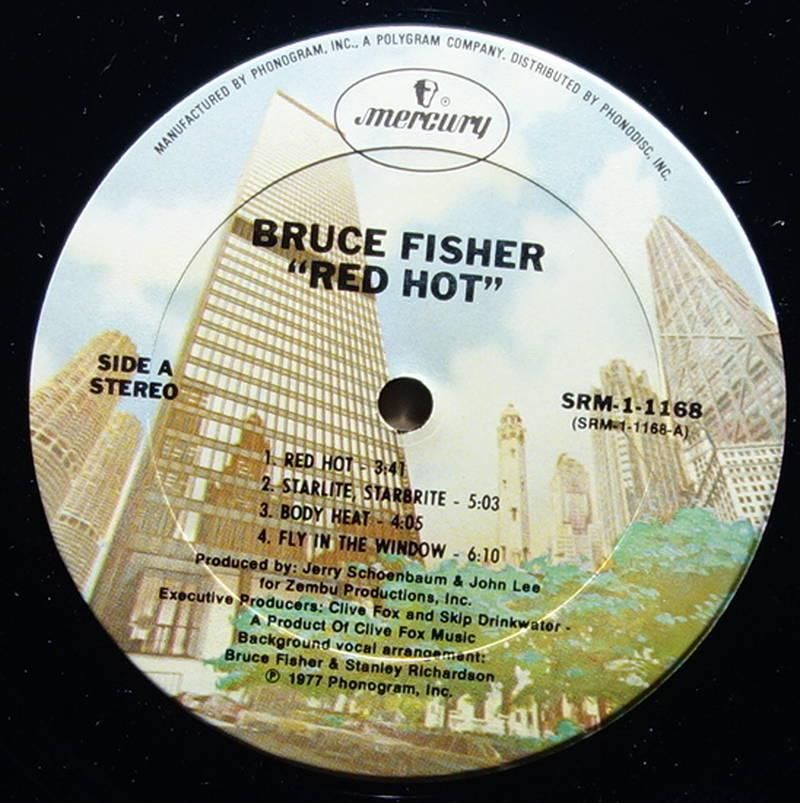 MANUFACTURED BY PHONOGRAM, INC., A POLYGRAM COMPANY. DISTRIBUTED BY PHONODISC, INC.
mercury ®
BRUCE FISHER
“RED HOT”
SIDE A
STEREO
SRM-1-1168
(SRM-1-1168-A)
1. RED HOT - 3:41
2. STARLITE, STARBRITE - 5:03
3. BODY HEAT - 4:05
4. FLY IN THE WINDOW - 6:10
Produced by: Jerry Schoenbaum & John Lee
for Zembu Productions, Inc.
Executive Producers: Clive Fox and Skip Drinkwater -
A Product Of Clive Fox Music
Background vocal arrangement:
Bruce Fisher & Stanley Richardson
℗ 1977 Phonogram, Inc.